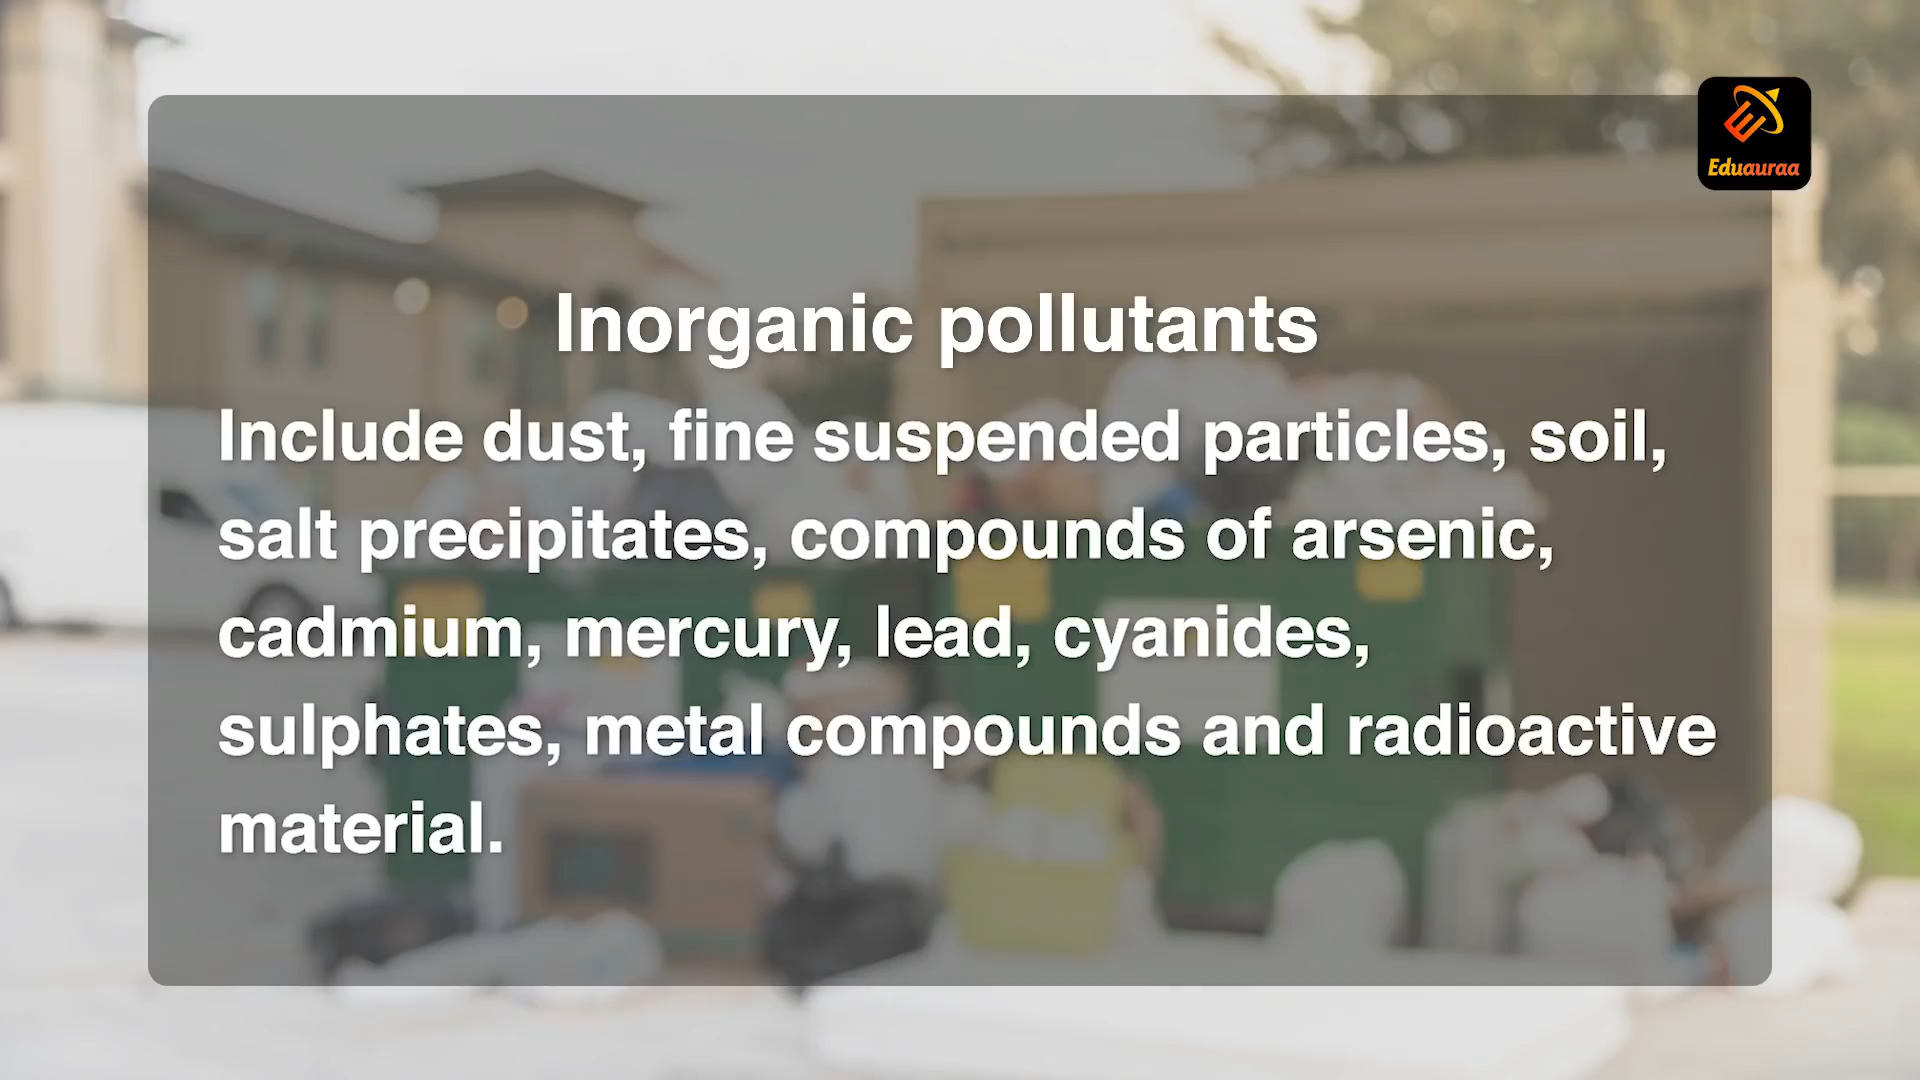 Eduauraa
Inorganic pollutants
Include dust, fine suspended particles, soil,
salt precipitates, compounds of arsenic,
cadmium, mercury, lead, cyanides,
sulphates, metal compounds and radioactive
material.